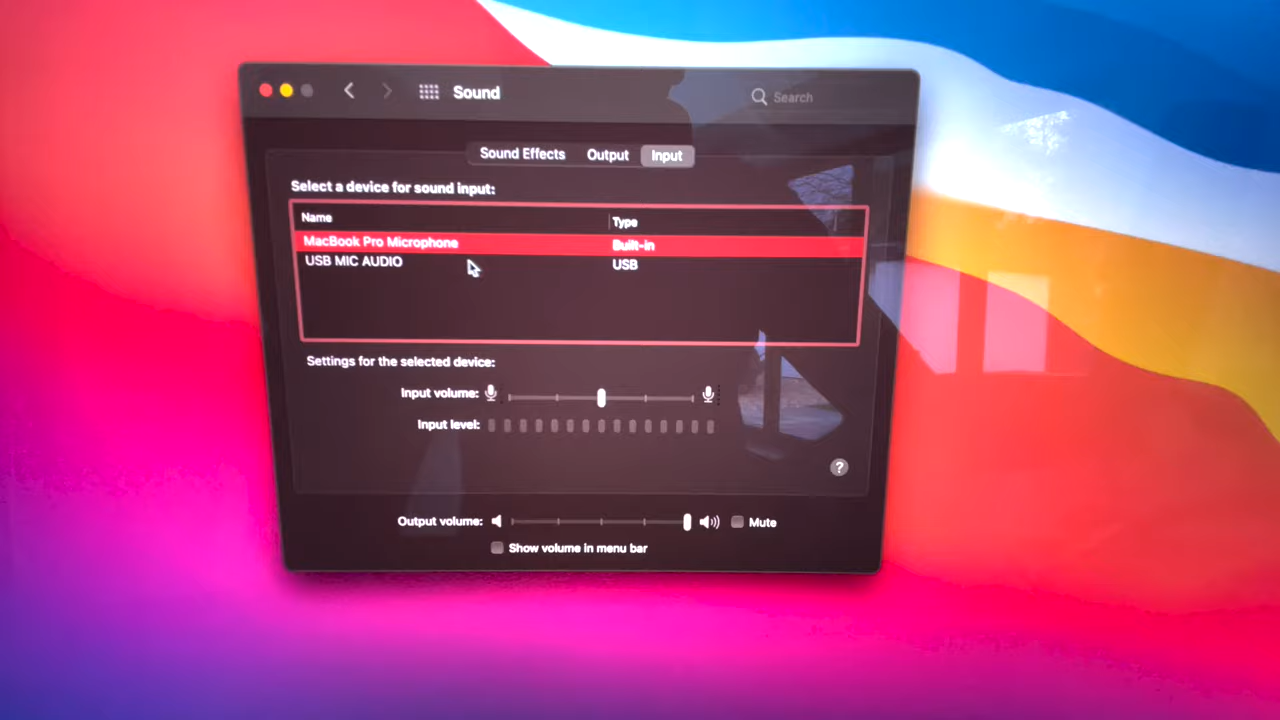 Sound
Search
Sound Effects Output Input
Select a device for sound input:
Name Type
MacBook Pro Microphone Built-in
USB MIC AUDIO USB
Settings for the selected device:
Input volume:
Input level:
?
Output volume: Mute
Show volume in menu bar